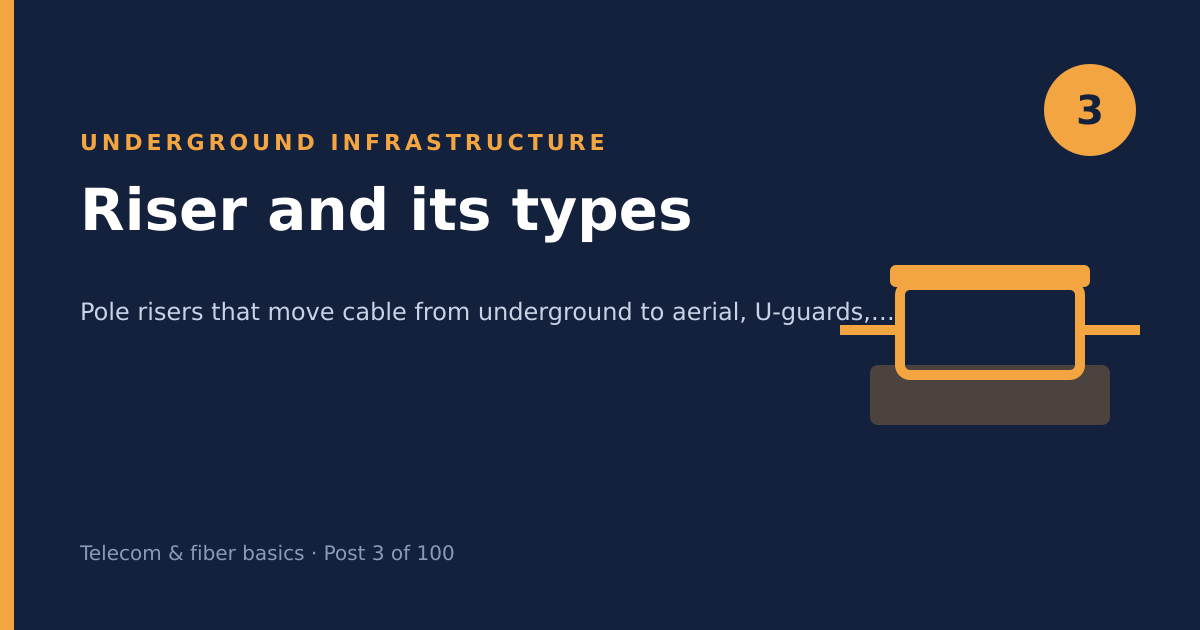 3
UNDERGROUND INFRASTRUCTURE
Riser and its types
Pole risers that move cable from underground to aerial, U-guards,…
Telecom & fiber basics · Post 3 of 100